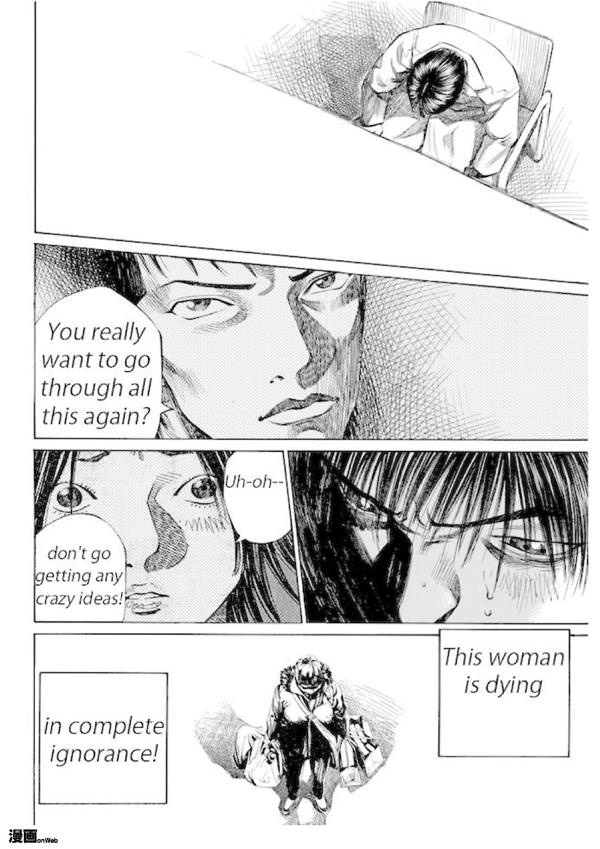 You really
want to go
through all
this again?
Uh-oh--
don't go
getting any
crazy ideas!
This woman
is dying
in complete
ignorance!
漫画onWeb